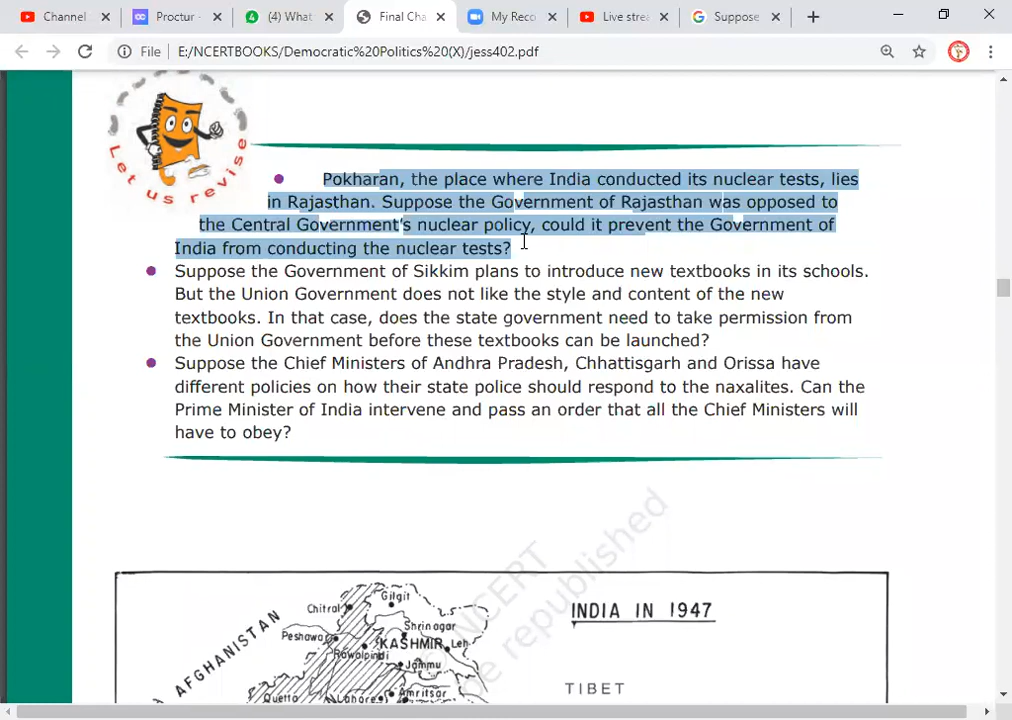 Channel
Proctur -
(4) What
Final Cha
My Reco
Live strea
Suppose
File
E:/NCERTBOOKS/Democratic%20Politics%20(X)/jess402.pdf
Let us revise
Pokharan, the place where India conducted its nuclear tests, lies
in Rajasthan. Suppose the Government of Rajasthan was opposed to
the Central Government's nuclear policy, could it prevent the Government of
India from conducting the nuclear tests?
Suppose the Government of Sikkim plans to introduce new textbooks in its schools.
But the Union Government does not like the style and content of the new
textbooks. In that case, does the state government need to take permission from
the Union Government before these textbooks can be launched?
Suppose the Chief Ministers of Andhra Pradesh, Chhattisgarh and Orissa have
different policies on how their state police should respond to the naxalites. Can the
Prime Minister of India intervene and pass an order that all the Chief Ministers will
have to obey?
NCERT
be republished
INDIA IN 1947
Gilgit
Chitral
Shrinagar
Peshawa
KASHMIR
Leh
Rawalpindi
Jammu
AFGHANISTAN
TIBET
Quetta
Lahore
Amritsar